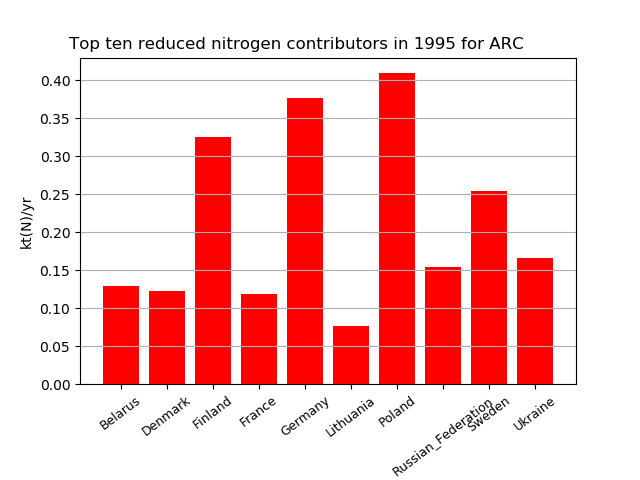 Top ten reduced nitrogen contributors in 1995 for ARC
kt(N)/yr
0.40
0.35
0.30
0.25
0.20
0.15
0.10
0.05
0.00
Belarus
Denmark
Finland
France
Germany
Lithuania
Poland
Russian_Federation
Sweden
Ukraine